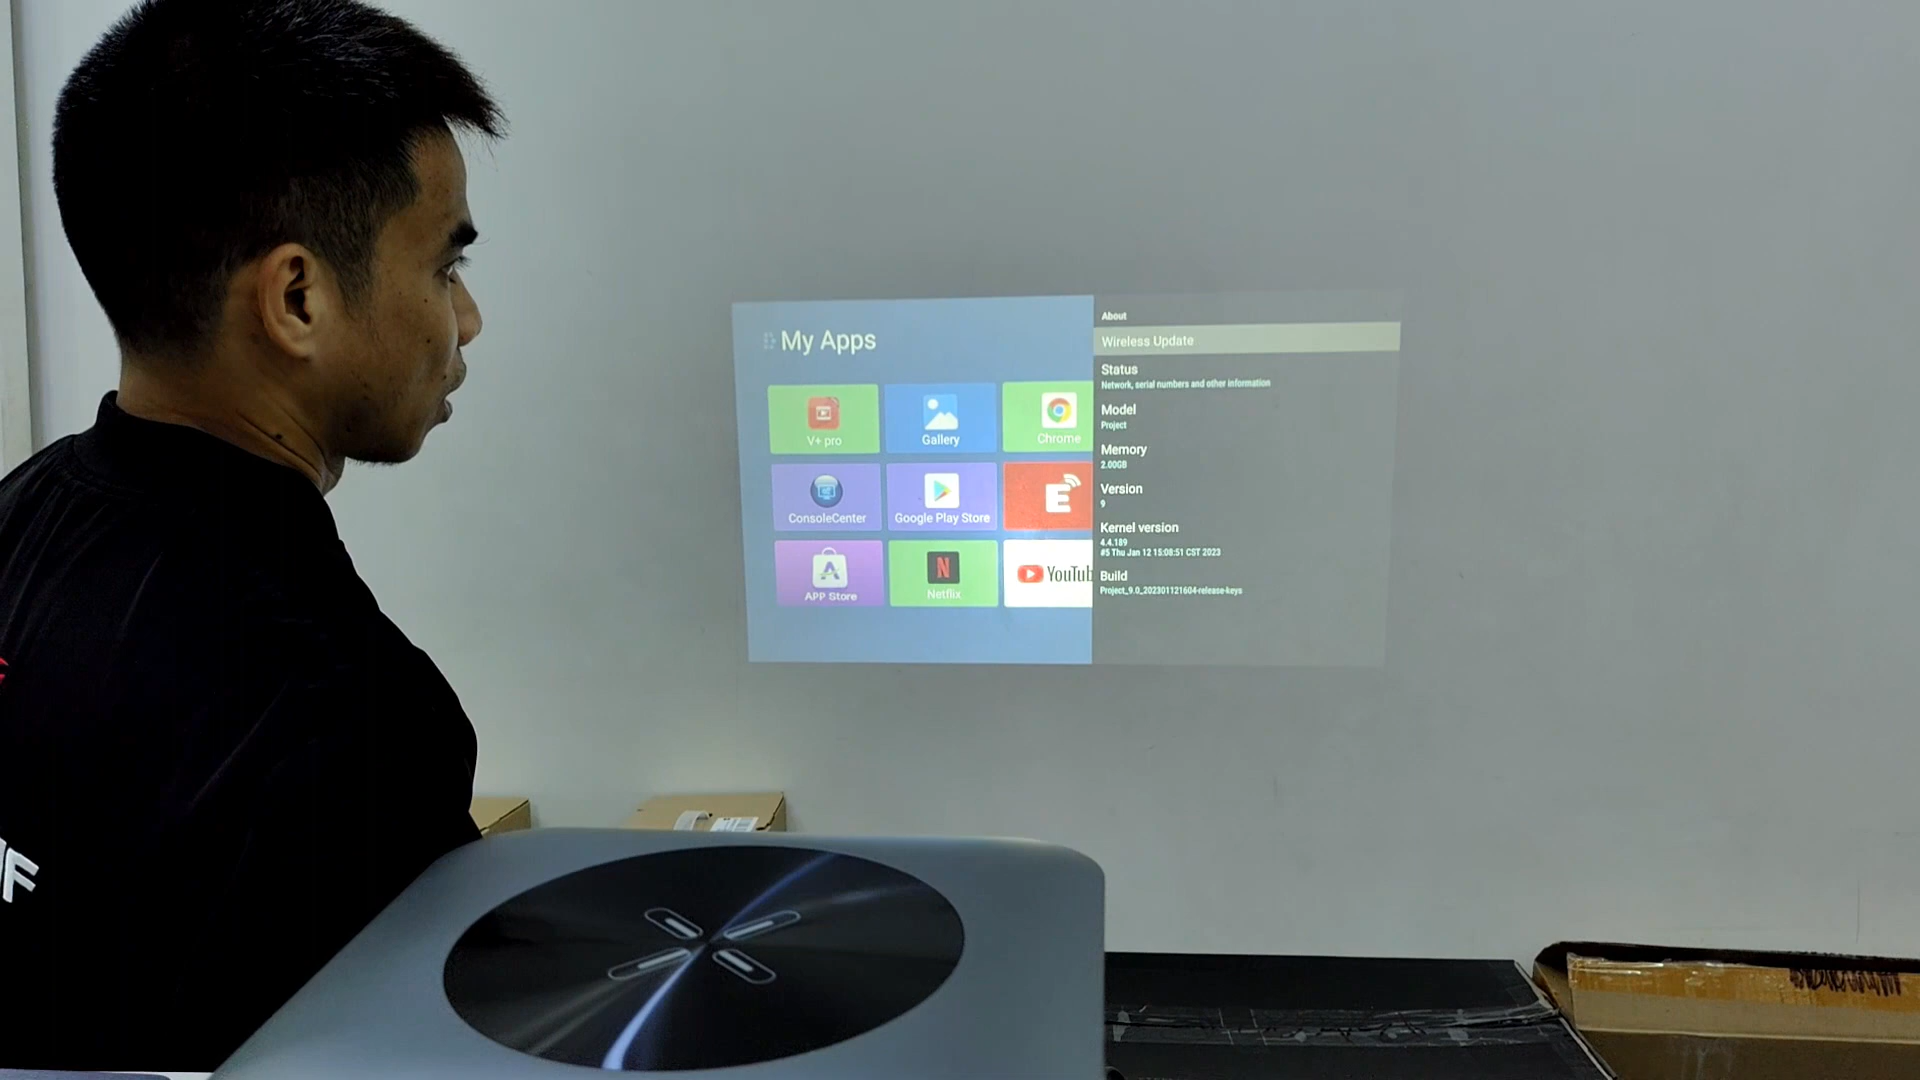 My Apps
V+ pro
Gallery
Chrome
ConsoleCenter
Google Play Store
E
APP Store
N
Netflix
YouTub
About
Wireless Update
Status
Network, serial numbers and other information
Model
Project
Memory
2.00GB
Version
9
Kernel version
4.4.189
#5 Thu Jan 12 15:08:51 CST 2023
Build
Project_9.0_202301121604-release-keys